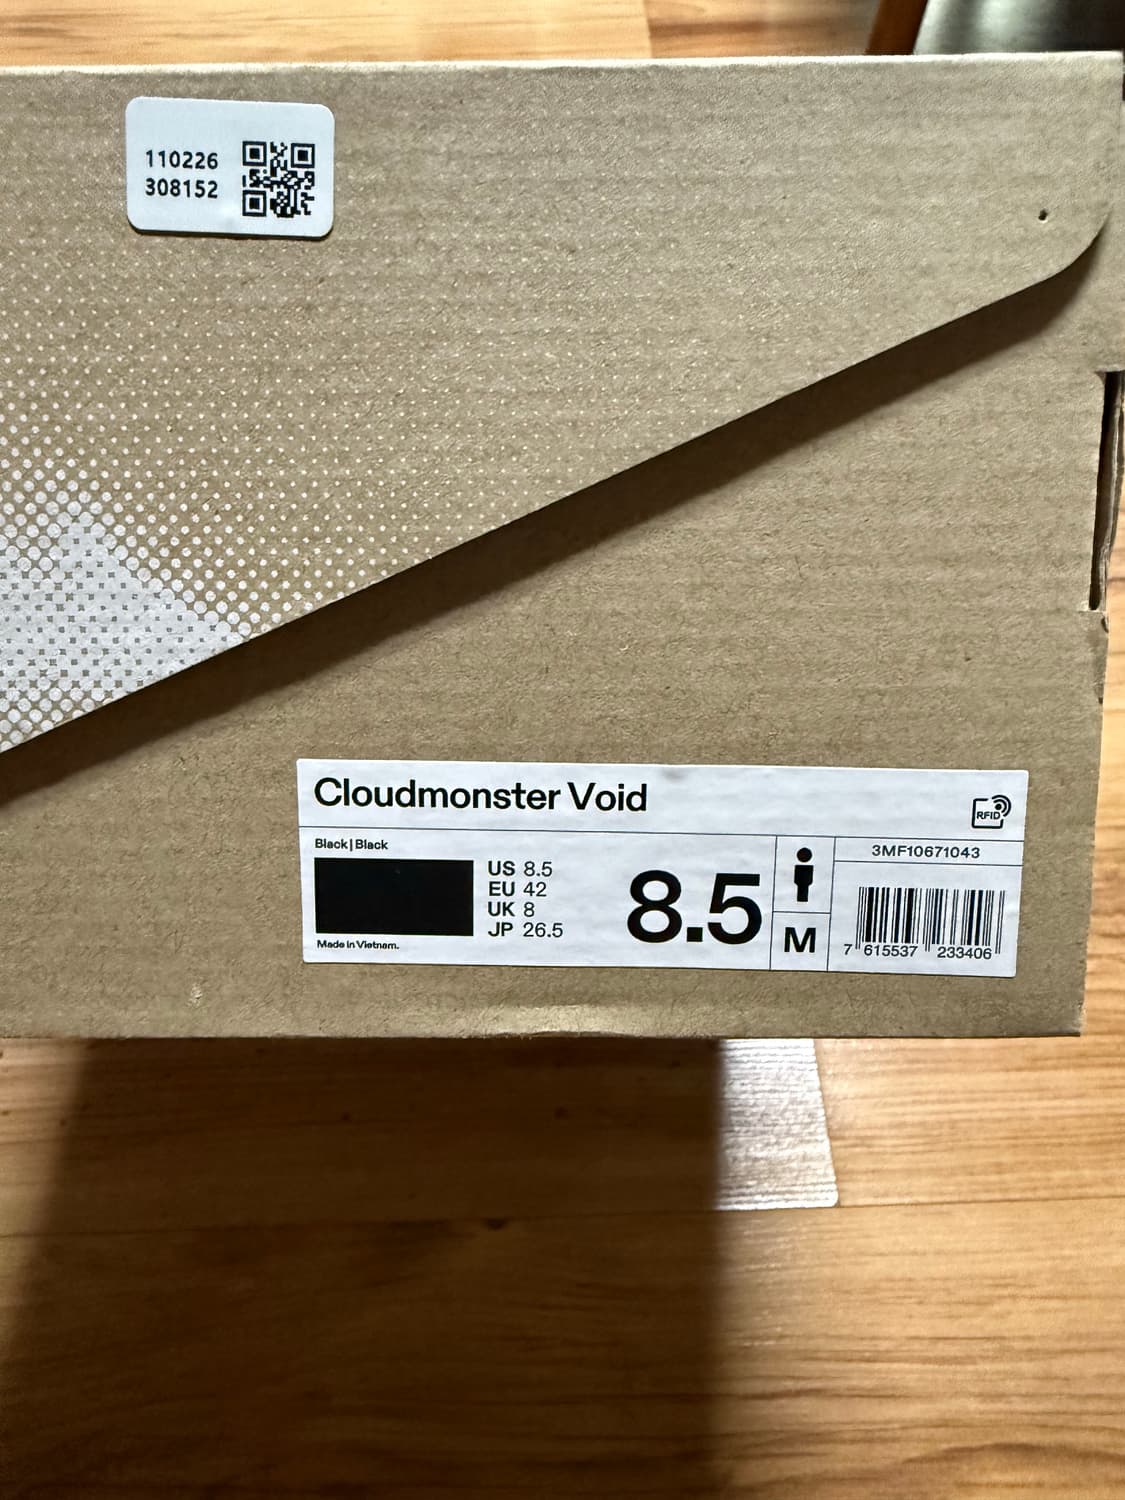 110226
308152
Cloudmonster Void
RFID
Black | Black
US 8.5
EU 42
UK 8
JP 26.5
Made in Vietnam.
8.5
M
3MF10671043
7 615537 233406